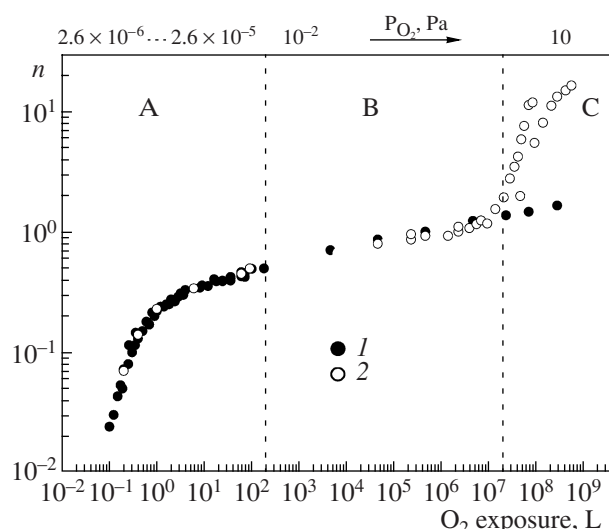 2.6 × 10⁻⁶ … 2.6 × 10⁻⁵ 10⁻² P_O₂, Pa 10
n
A B C
10¹
10⁰
10⁻¹
10⁻²
1
2
10⁻² 10⁻¹ 10⁰ 10¹ 10² 10³ 10⁴ 10⁵ 10⁶ 10⁷ 10⁸ 10⁹
O₂ exposure, L